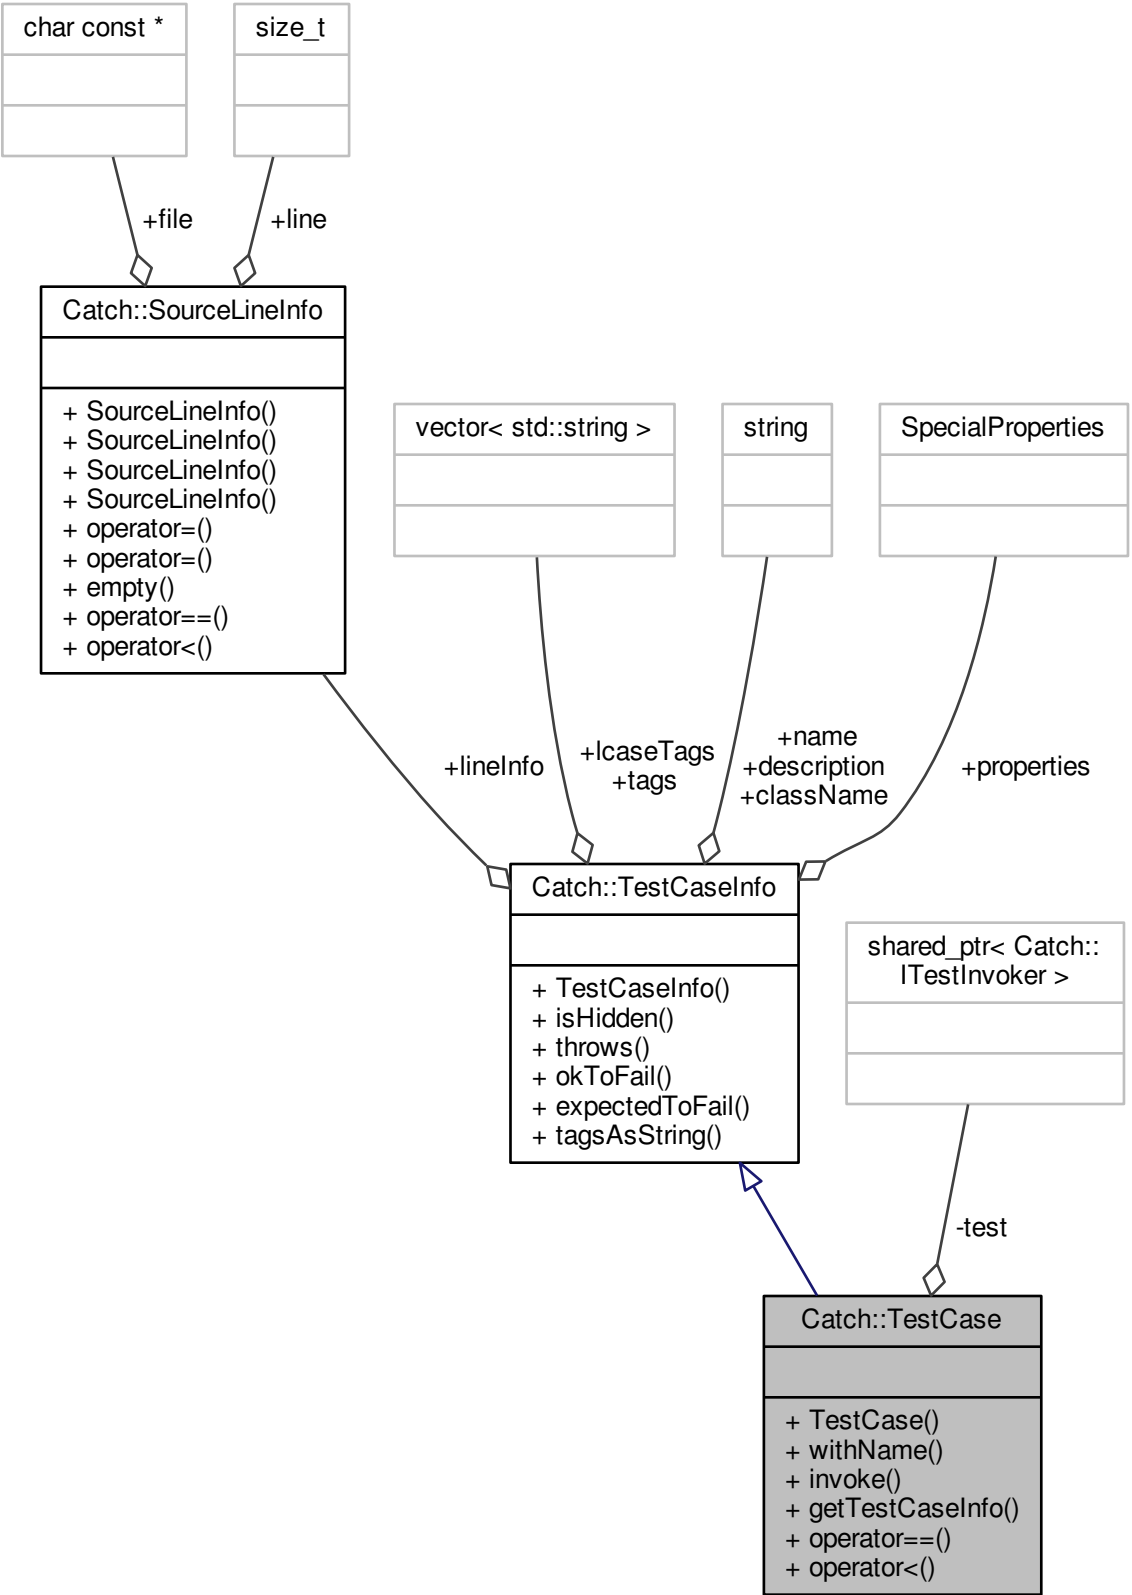 char const *
size_t
+file
+line
Catch::SourceLineInfo
+ SourceLineInfo()
+ SourceLineInfo()
+ SourceLineInfo()
+ SourceLineInfo()
+ operator=()
+ operator=()
+ empty()
+ operator==()
+ operator<()
vector< std::string >
string
SpecialProperties
+lineInfo
+lcaseTags
+tags
+name
+description
+className
+properties
Catch::TestCaseInfo
+ TestCaseInfo()
+ isHidden()
+ throws()
+ okToFail()
+ expectedToFail()
+ tagsAsString()
shared_ptr< Catch::
ITestInvoker >
-test
Catch::TestCase
+ TestCase()
+ withName()
+ invoke()
+ getTestCaseInfo()
+ operator==()
+ operator<()